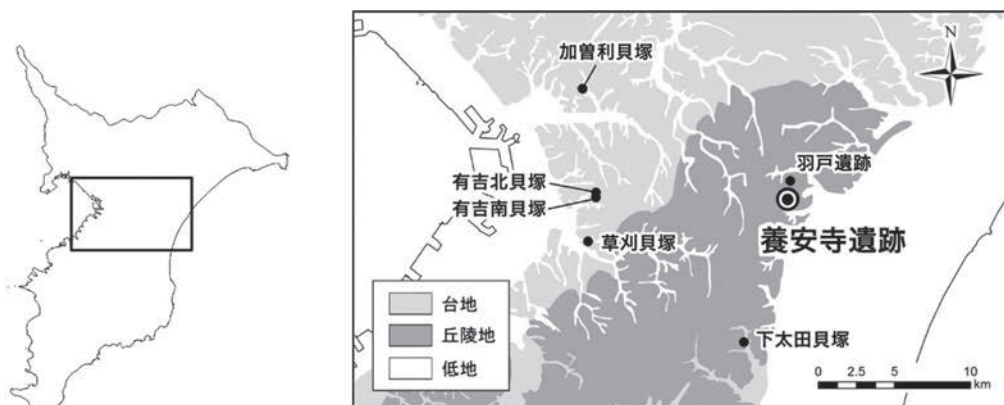 加曽利貝塚
N
羽戸遺跡
有吉北貝塚
有吉南貝塚
養安寺遺跡
草刈貝塚
台地
丘陵地
低地
下太田貝塚
0 2.5 5 10
km